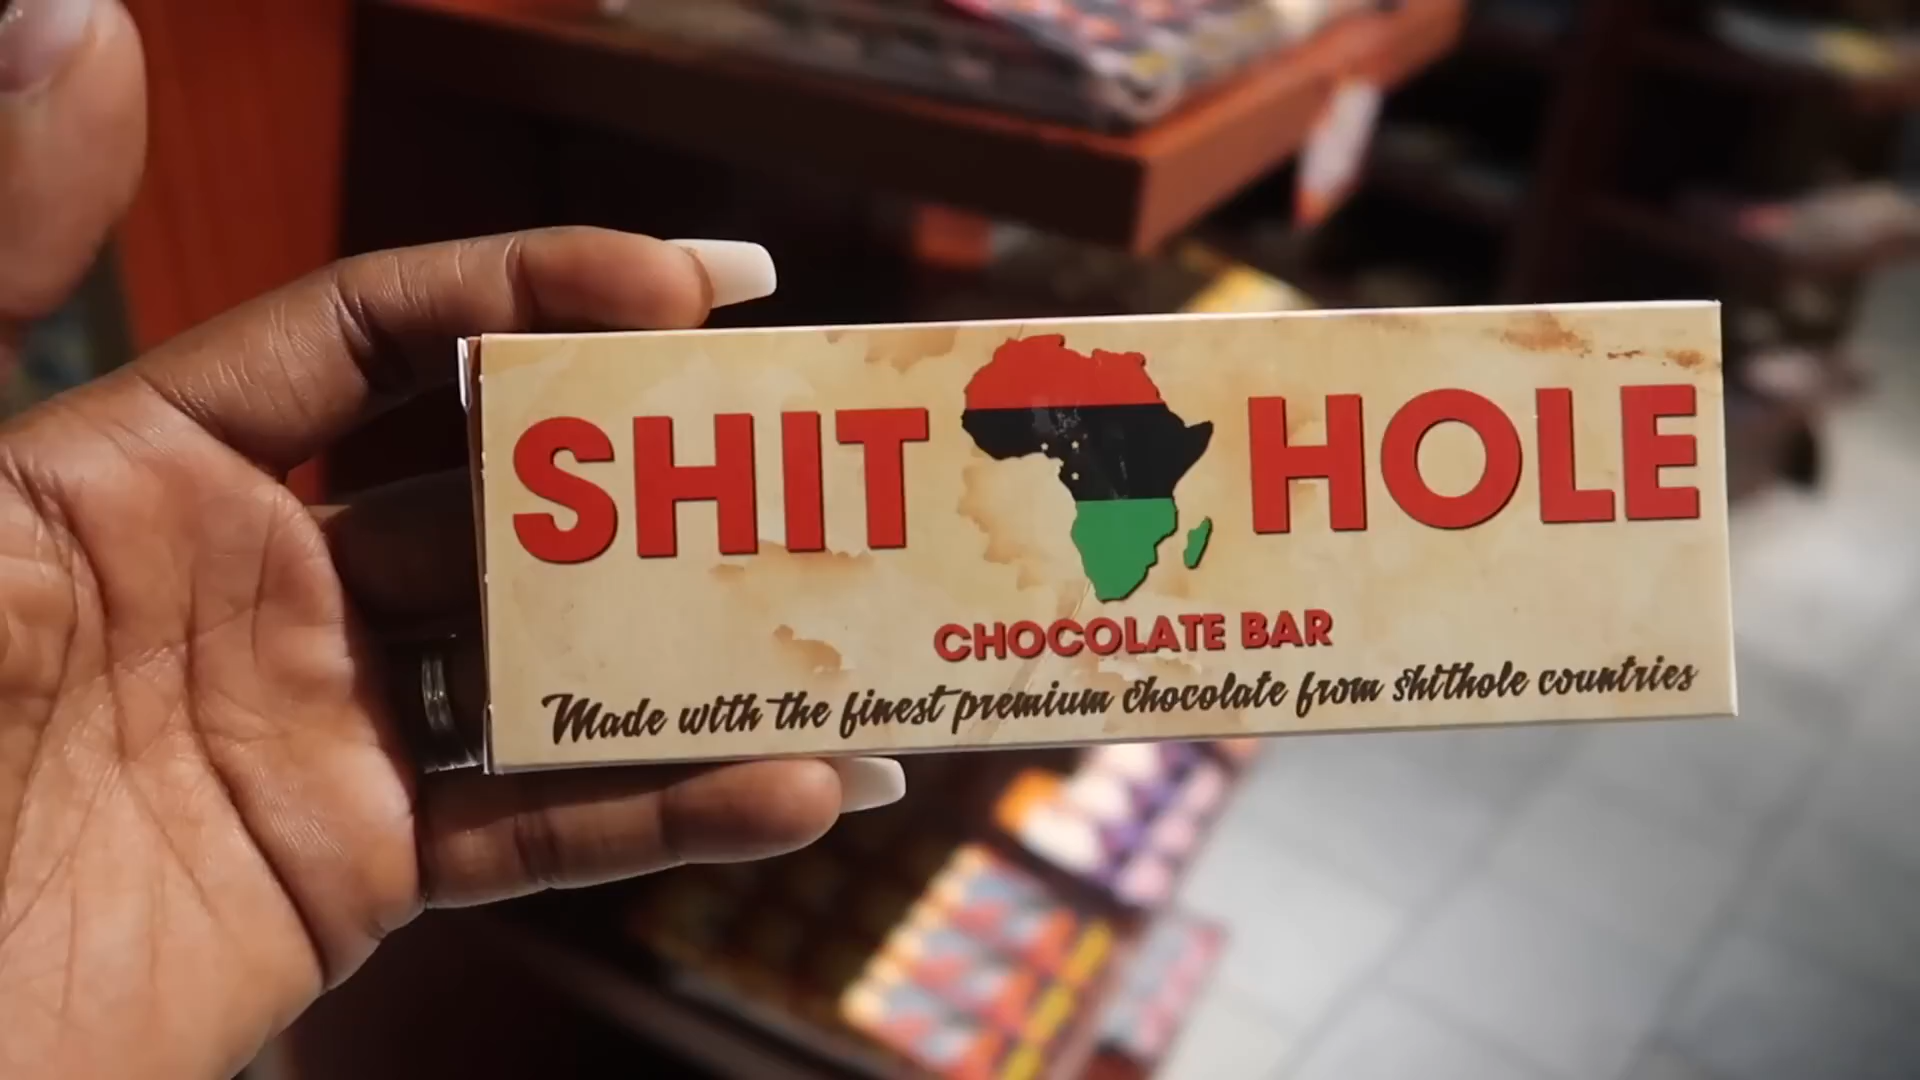 SHIT HOLE
CHOCOLATE BAR
Made with the finest premium chocolate from shithole countries